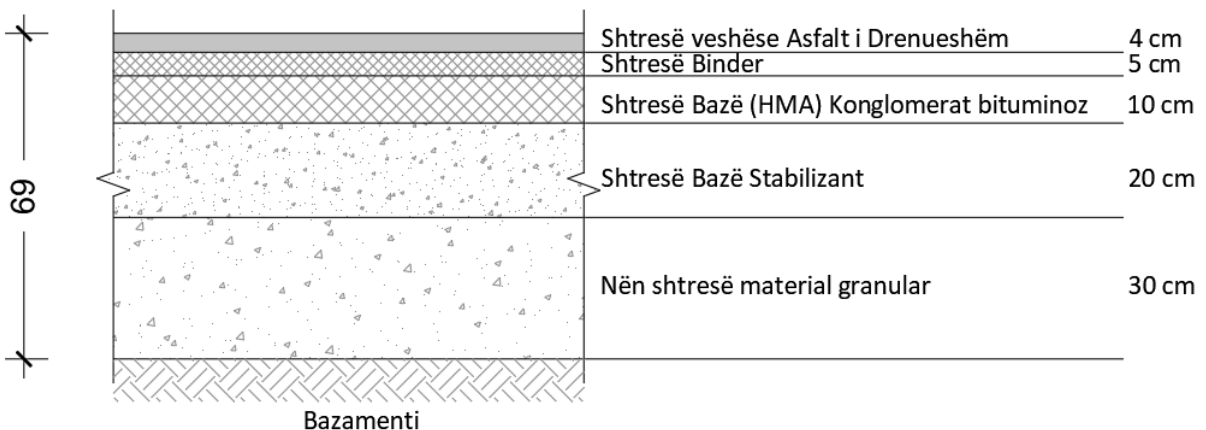 Shtresë veshëse Asfalt i Drenueshëm 4 cm
Shtresë Binder 5 cm
Shtresë Bazë (HMA) Konglomerat bituminoz 10 cm
Shtresë Bazë Stabilizant 20 cm
69
Nën shtresë material granular 30 cm
Bazamenti